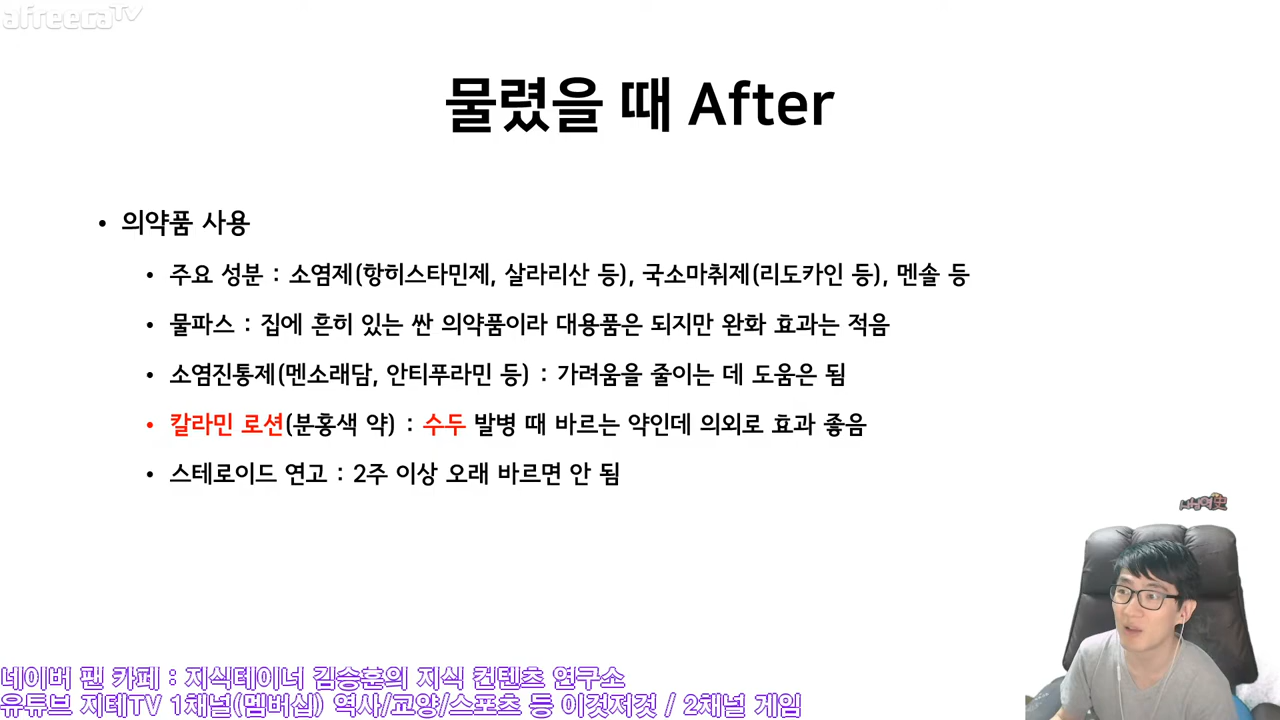 afreecaTV
물렸을 때 After
• 의약품 사용
• 주요 성분 : 소염제(항히스타민제, 살라리산 등), 국소마취제(리도카인 등), 멘솔 등
• 물파스 : 집에 흔히 있는 싼 의약품이라 대용품은 되지만 완화 효과는 적음
• 소염진통제(멘소래담, 안티푸라민 등) : 가려움을 줄이는 데 도움은 됨
• 칼라민 로션(분홍색 약) : 수두 발병 때 바르는 약인데 의외로 효과 좋음
• 스테로이드 연고 : 2주 이상 오래 바르면 안 됨
네이버 팬 카페 : 지식테이너 김승훈의 지식 컨텐츠 연구소
유튜브 지테TV 1채널(멤버십) 역사/교양/스포츠 등 이것저것 / 2채널 게임